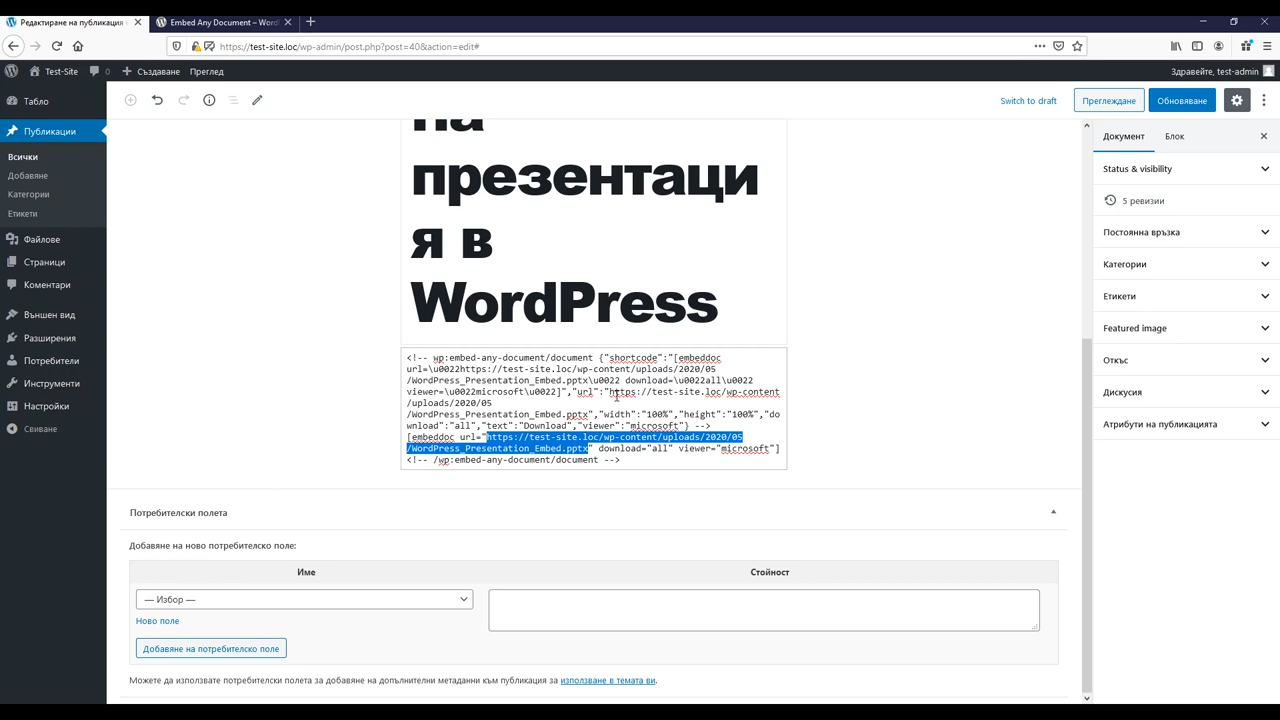 Редактиране на публикация
Embed Any Document – Word
https://test-site.loc/wp-admin/post.php?post=40&action=edit#
Test-Site
0
Създаване
Преглед
Здравейте, test-admin
Табло
Публикации
Всички
Добавяне
Категории
Етикети
Файлове
Страници
Коментари
Външен вид
Разширения
Потребители
Инструменти
Настройки
Свиване
Switch to draft
Преглеждане
Обновяване
на
презентаци
я в
WordPress
<!-- wp:embed-any-document/document {"shortcode":"[embeddoc
url=\u0022https://test-site.loc/wp-content/uploads/2020/05
/WordPress_Presentation_Embed.pptx\u0022 download=\u0022all\u0022
viewer=\u0022microsoft\u0022]","url":"https://test-site.loc/wp-content
/uploads/2020/05
/WordPress_Presentation_Embed.pptx","width":"100%","height":"100%","do
wnload":"all","text":"Download","viewer":"microsoft"} -->
[embeddoc url="https://test-site.loc/wp-content/uploads/2020/05
/WordPress_Presentation_Embed.pptx" download="all" viewer="microsoft"]
<!-- /wp:embed-any-document/document -->
Потребителски полета
Добавяне на ново потребителско поле:
Име
Стойност
— Избор —
Ново поле
Добавяне на потребителско поле
Можете да използвате потребителски полета за добавяне на допълнителни метаданни към публикация за използване в темата ви.
Документ
Блок
Status & visibility
5 ревизии
Постоянна връзка
Категории
Етикети
Featured image
Откъс
Дискусия
Атрибути на публикацията